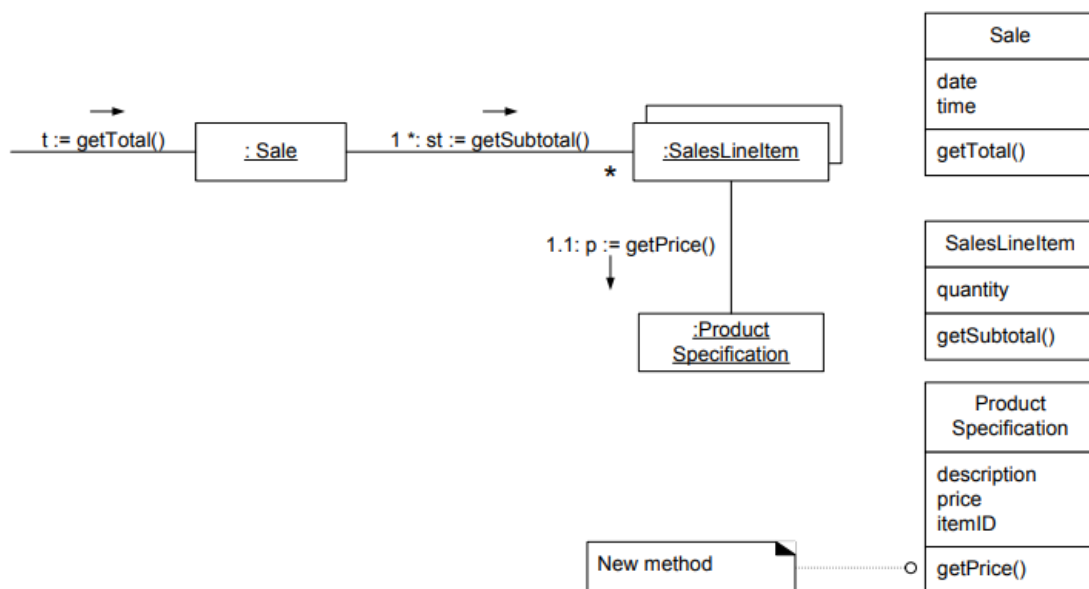 t := getTotal()
: Sale
1 *: st := getSubtotal()
:SalesLineItem
*
1.1: p := getPrice()
:Product
Specification
Sale
date
time
getTotal()
SalesLineItem
quantity
getSubtotal()
Product
Specification
description
price
itemID
getPrice()
New method